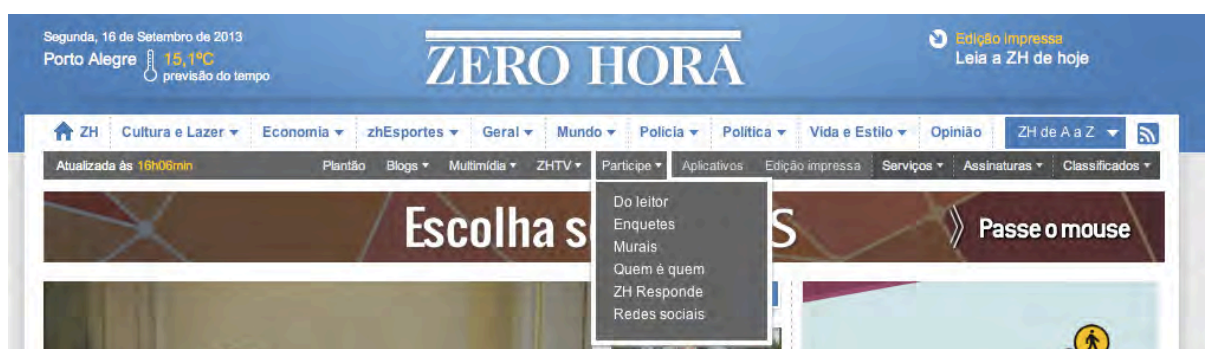 Segunda, 16 de Setembro de 2013
Porto Alegre 15,1ºC
previsão do tempo
ZERO HORA
Edição impressa
Leia a ZH de hoje
ZH Cultura e Lazer Economia zhEsportes Geral Mundo Polícia Política Vida e Estilo Opinião ZH de A a Z
Atualizada às 16h06min Plantão Blogs Multimídia ZHTV Participe Aplicativos Edição impressa Serviços Assinaturas Classificados
Do leitor
Enquetes
Murais
Quem é quem
ZH Responde
Redes sociais
Escolha s S Passe o mouse